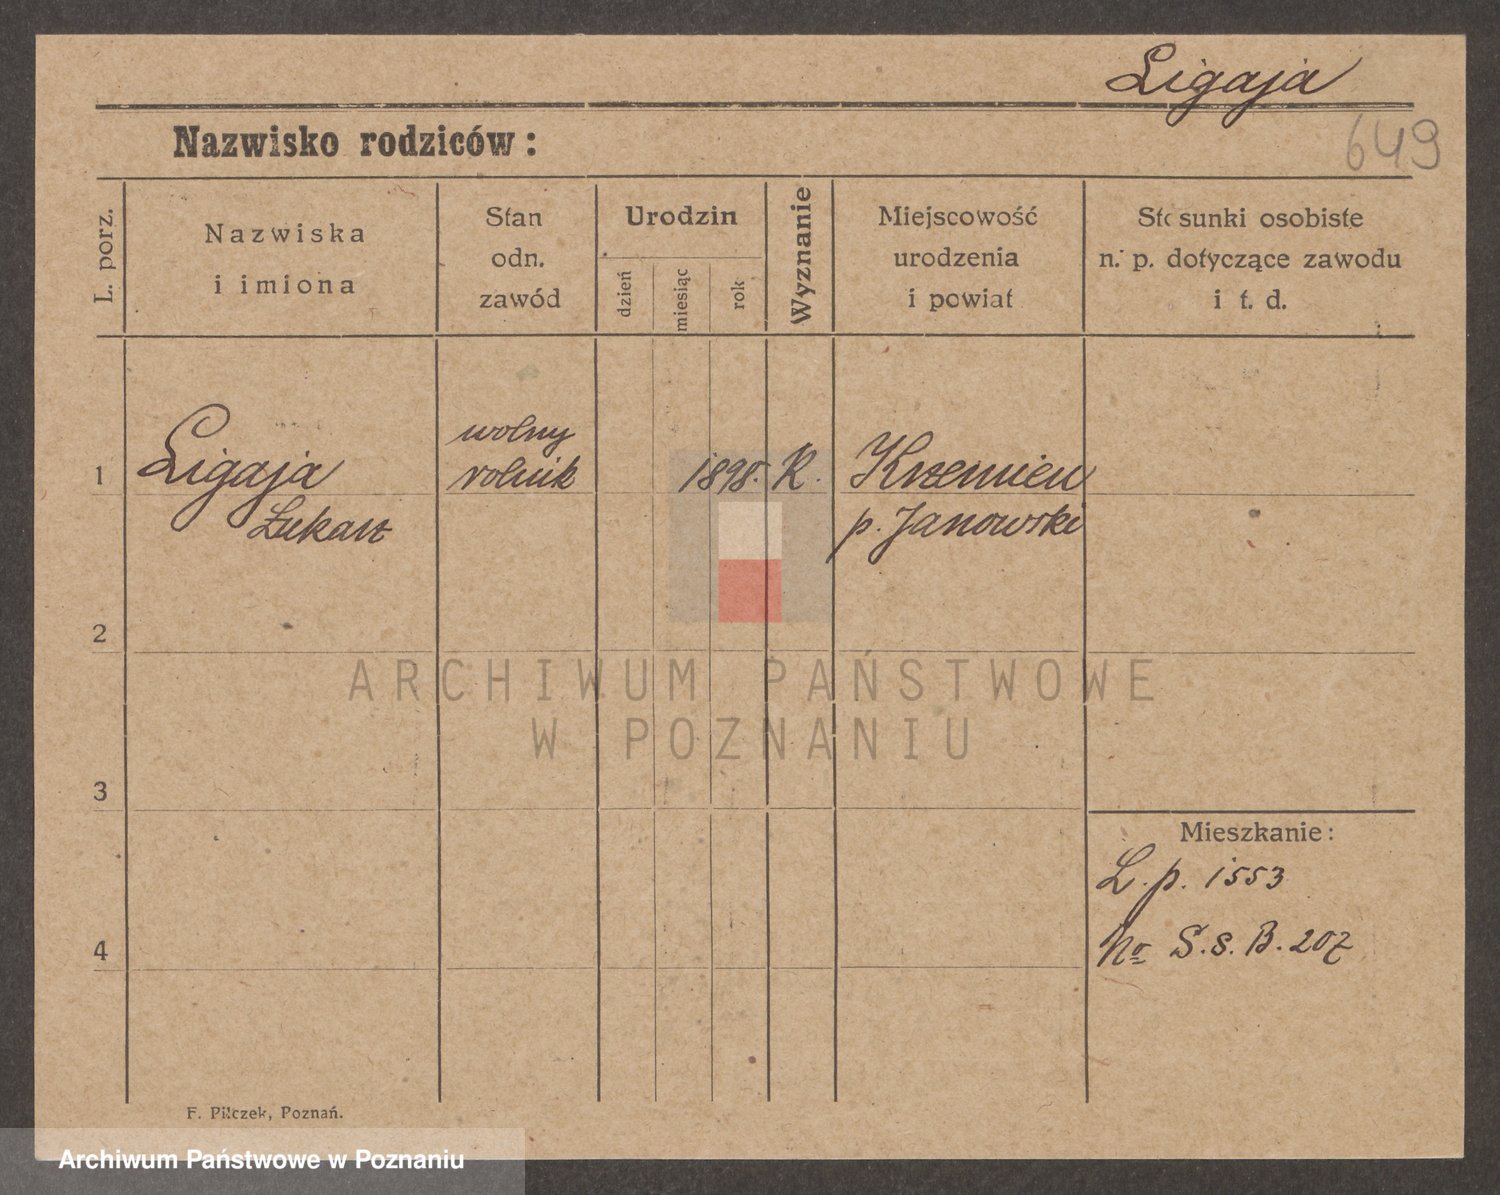 Ligaja
649
Nazwisko rodziców:
L. porz.
Nazwiska
i imiona
Stan
odn.
zawód
Urodzin
dzień
miesiąc
rok
Wyznanie
Miejscowość
urodzenia
i powiat
Stosunki osobiste
n. p. dotyczące zawodu
i t. d.
1
Ligaja
Łukasz
wolny
rolnik
1898.
R.
Krzemień
p. Janowski
2
3
4
Mieszkanie:
L. p. 1553
No S. s. B. 207
F. Pilczek, Poznań.
ARCHIWUM PAŃSTWOWE
W POZNANIU
Archiwum Państwowe w Poznaniu